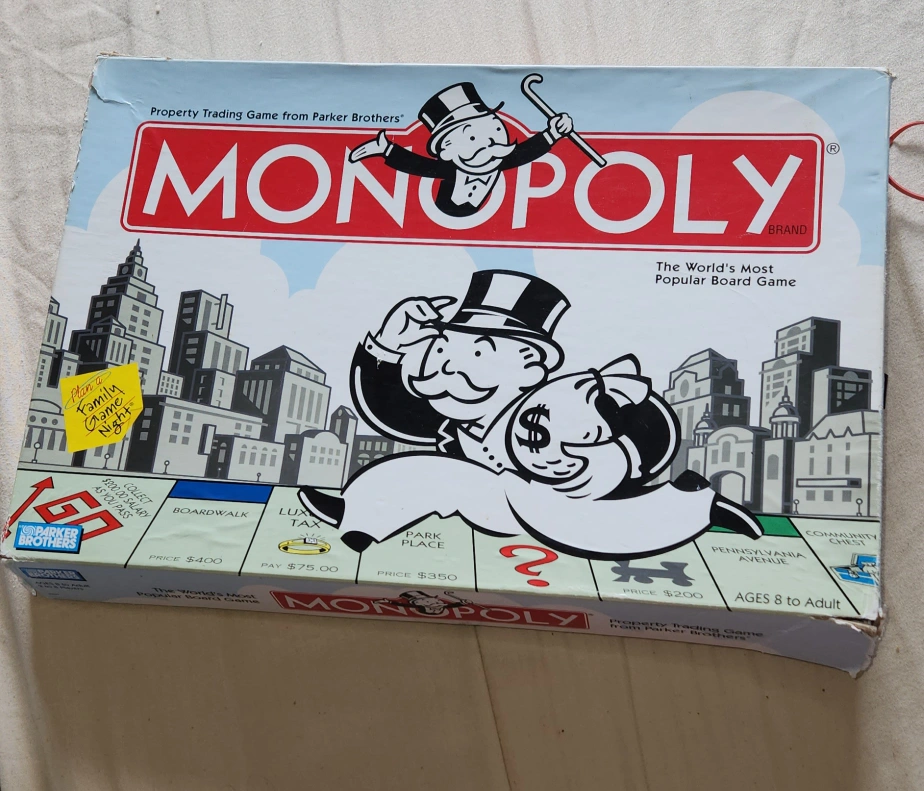 Property Trading Game from Parker Brothers®
MONOPOLY®
BRAND
The World's Most
Popular Board Game
Plan a
Family
Game
Night
$
GO
COLLECT
$200.00 SALARY
AS YOU PASS
PARKER
BROTHERS
BOARDWALK
PRICE $400
LUX
TAX
PAY $75.00
PARK
PLACE
PRICE $350
?
PRICE $200
PENNSYLVANIA
AVENUE
COMMUNITY
CHEST
AGES 8 to Adult
The World's Most
Popular Board Game
MONOPOLY
Property Trading Game
from Parker Brothers®